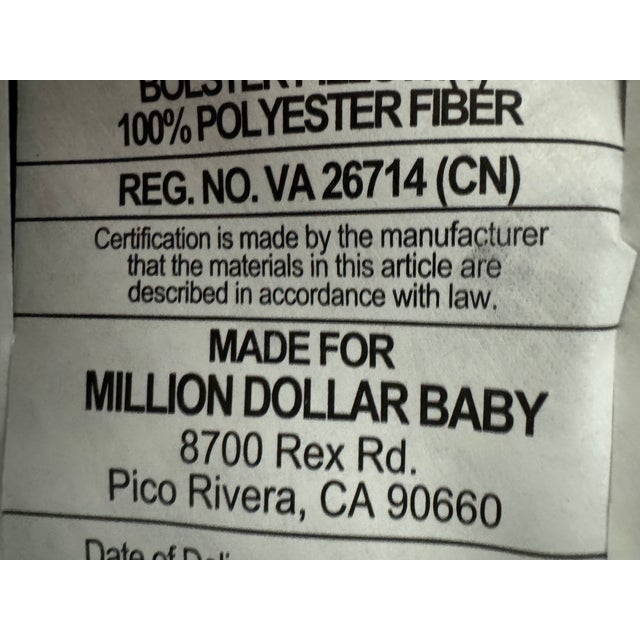 100% POLYESTER FIBER
REG. NO. VA 26714 (CN)
Certification is made by the manufacturer
that the materials in this article are
described in accordance with law.
MADE FOR
MILLION DOLLAR BABY
8700 Rex Rd.
Pico Rivera, CA 90660
Date of